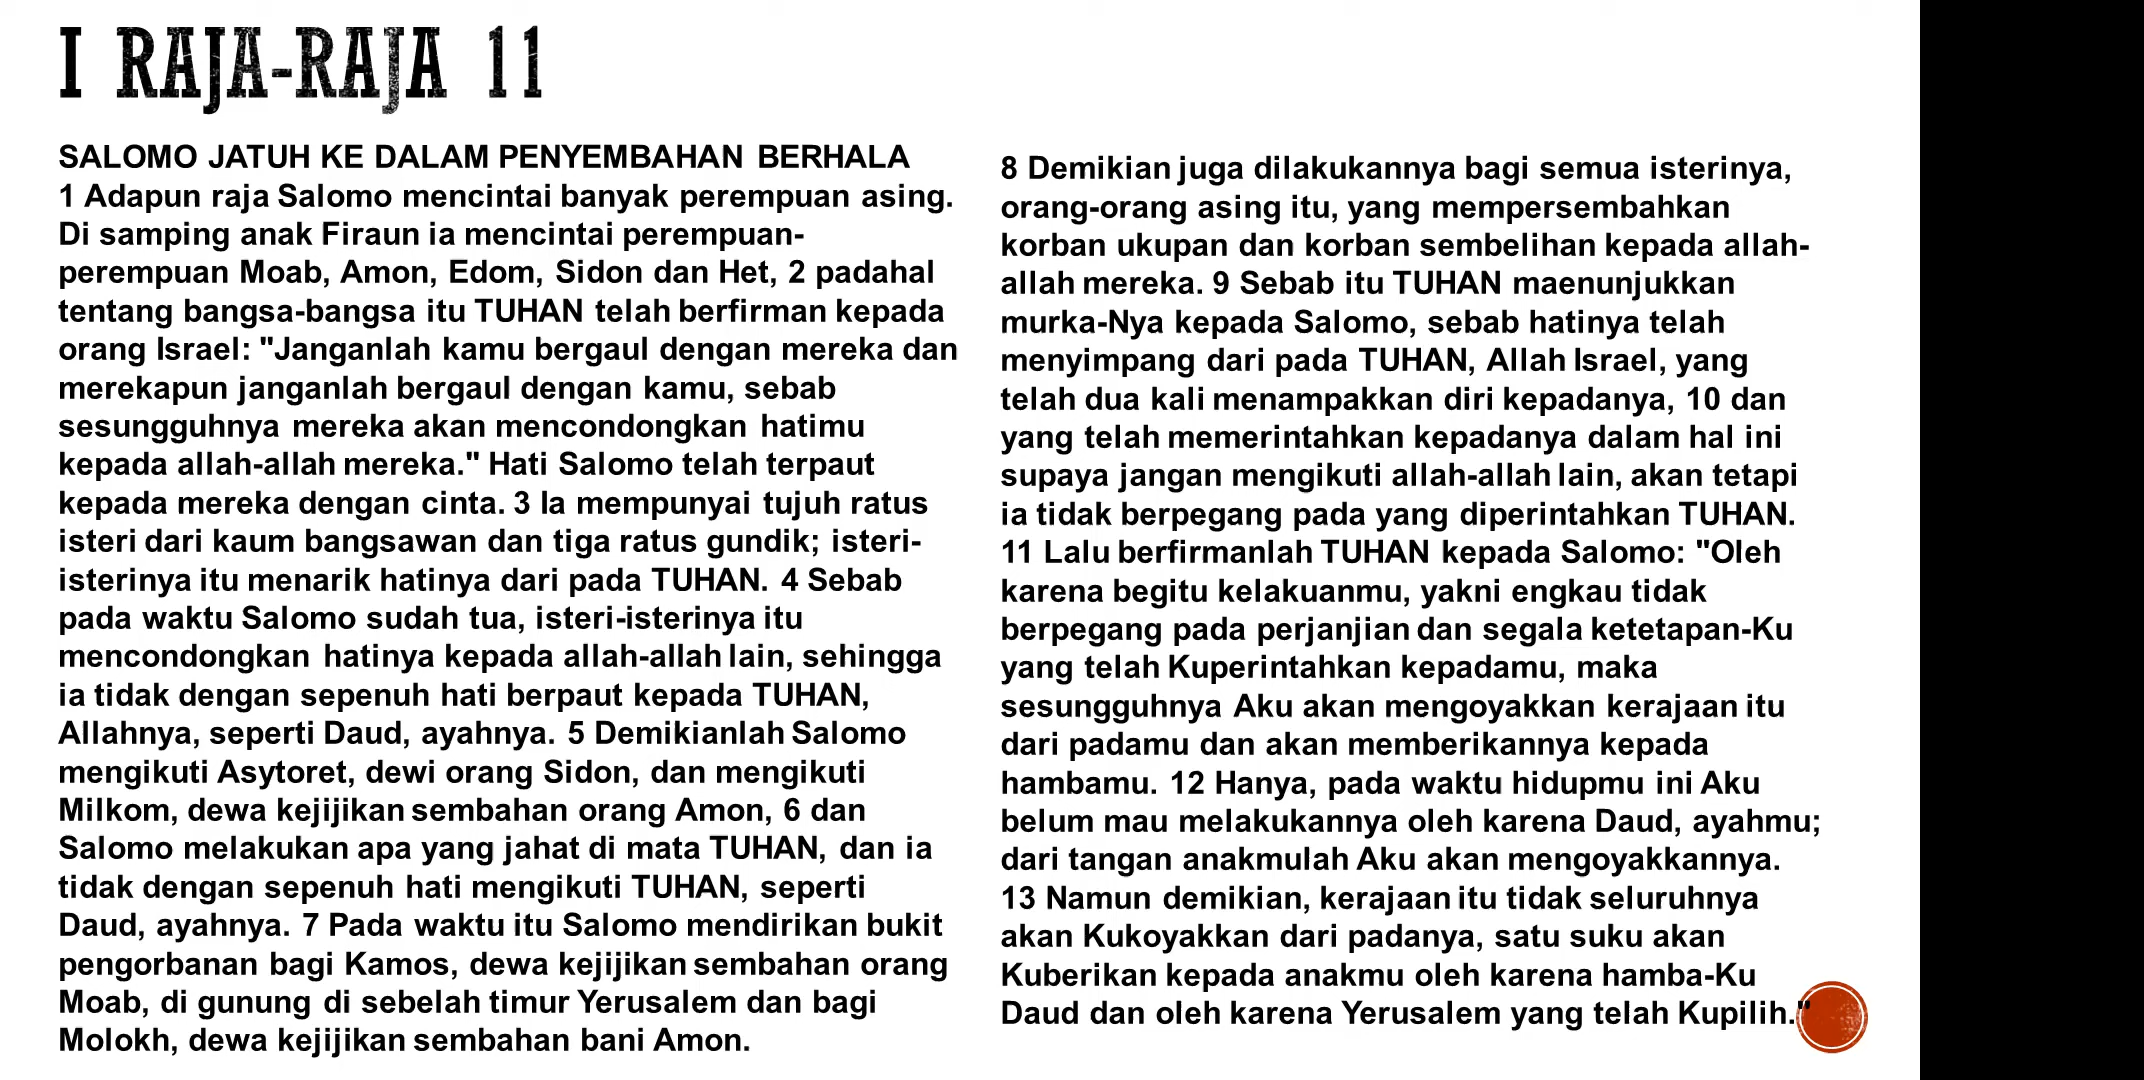 I RAJA-RAJA 11
SALOMO JATUH KE DALAM PENYEMBAHAN BERHALA
1 Adapun raja Salomo mencintai banyak perempuan asing.
Di samping anak Firaun ia mencintai perempuan-
perempuan Moab, Amon, Edom, Sidon dan Het, 2 padahal
tentang bangsa-bangsa itu TUHAN telah berfirman kepada
orang Israel: "Janganlah kamu bergaul dengan mereka dan
merekapun janganlah bergaul dengan kamu, sebab
sesungguhnya mereka akan mencondongkan hatimu
kepada allah-allah mereka." Hati Salomo telah terpaut
kepada mereka dengan cinta. 3 Ia mempunyai tujuh ratus
isteri dari kaum bangsawan dan tiga ratus gundik; isteri-
isterinya itu menarik hatinya dari pada TUHAN. 4 Sebab
pada waktu Salomo sudah tua, isteri-isterinya itu
mencondongkan hatinya kepada allah-allah lain, sehingga
ia tidak dengan sepenuh hati berpaut kepada TUHAN,
Allahnya, seperti Daud, ayahnya. 5 Demikianlah Salomo
mengikuti Asytoret, dewi orang Sidon, dan mengikuti
Milkom, dewa kejijikan sembahan orang Amon, 6 dan
Salomo melakukan apa yang jahat di mata TUHAN, dan ia
tidak dengan sepenuh hati mengikuti TUHAN, seperti
Daud, ayahnya. 7 Pada waktu itu Salomo mendirikan bukit
pengorbanan bagi Kamos, dewa kejijikan sembahan orang
Moab, di gunung di sebelah timur Yerusalem dan bagi
Molokh, dewa kejijikan sembahan bani Amon.
8 Demikian juga dilakukannya bagi semua isterinya,
orang-orang asing itu, yang mempersembahkan
korban ukupan dan korban sembelihan kepada allah-
allah mereka. 9 Sebab itu TUHAN maenunjukkan
murka-Nya kepada Salomo, sebab hatinya telah
menyimpang dari pada TUHAN, Allah Israel, yang
telah dua kali menampakkan diri kepadanya, 10 dan
yang telah memerintahkan kepadanya dalam hal ini
supaya jangan mengikuti allah-allah lain, akan tetapi
ia tidak berpegang pada yang diperintahkan TUHAN.
11 Lalu berfirmanlah TUHAN kepada Salomo: "Oleh
karena begitu kelakuanmu, yakni engkau tidak
berpegang pada perjanjian dan segala ketetapan-Ku
yang telah Kuperintahkan kepadamu, maka
sesungguhnya Aku akan mengoyakkan kerajaan itu
dari padamu dan akan memberikannya kepada
hambamu. 12 Hanya, pada waktu hidupmu ini Aku
belum mau melakukannya oleh karena Daud, ayahmu;
dari tangan anakmulah Aku akan mengoyakkannya.
13 Namun demikian, kerajaan itu tidak seluruhnya
akan Kukoyakkan dari padanya, satu suku akan
Kuberikan kepada anakmu oleh karena hamba-Ku
Daud dan oleh karena Yerusalem yang telah Kupilih."